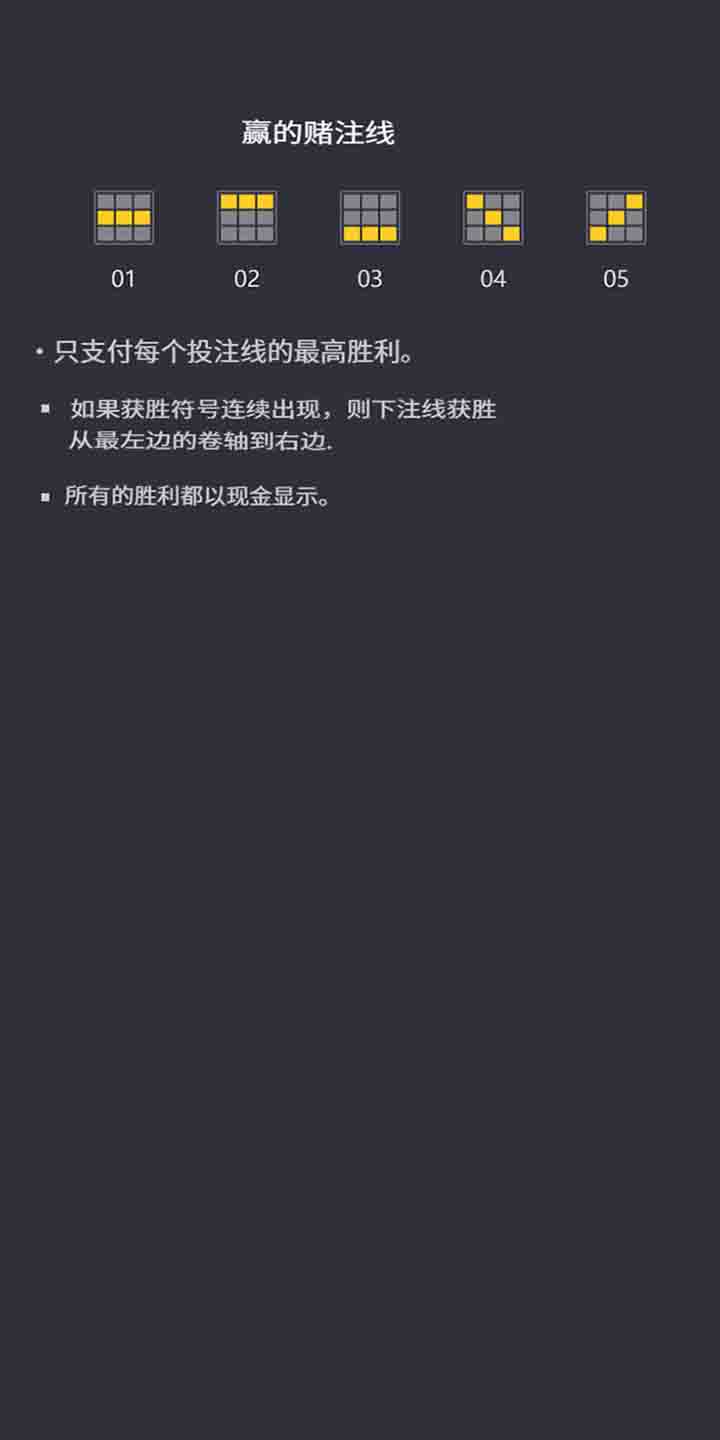 赢的赌注线
01 02 03 04 05
• 只支付每个投注线的最高胜利。
▪ 如果获胜符号连续出现，则下注线获胜
从最左边的卷轴到右边.
▪ 所有的胜利都以现金显示。